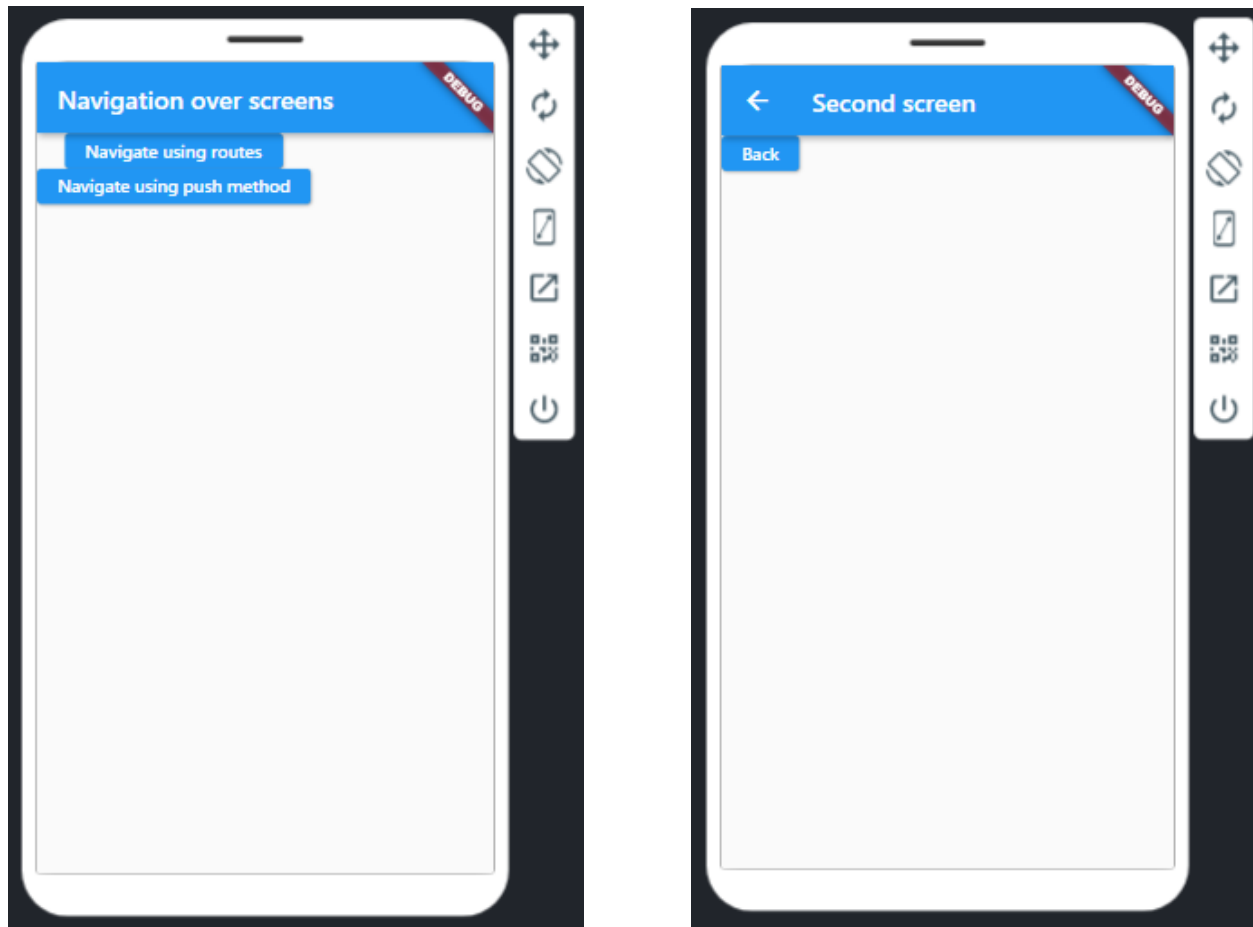 Navigation over screens
DEBUG
Navigate using routes
Navigate using push method
Second screen
DEBUG
Back